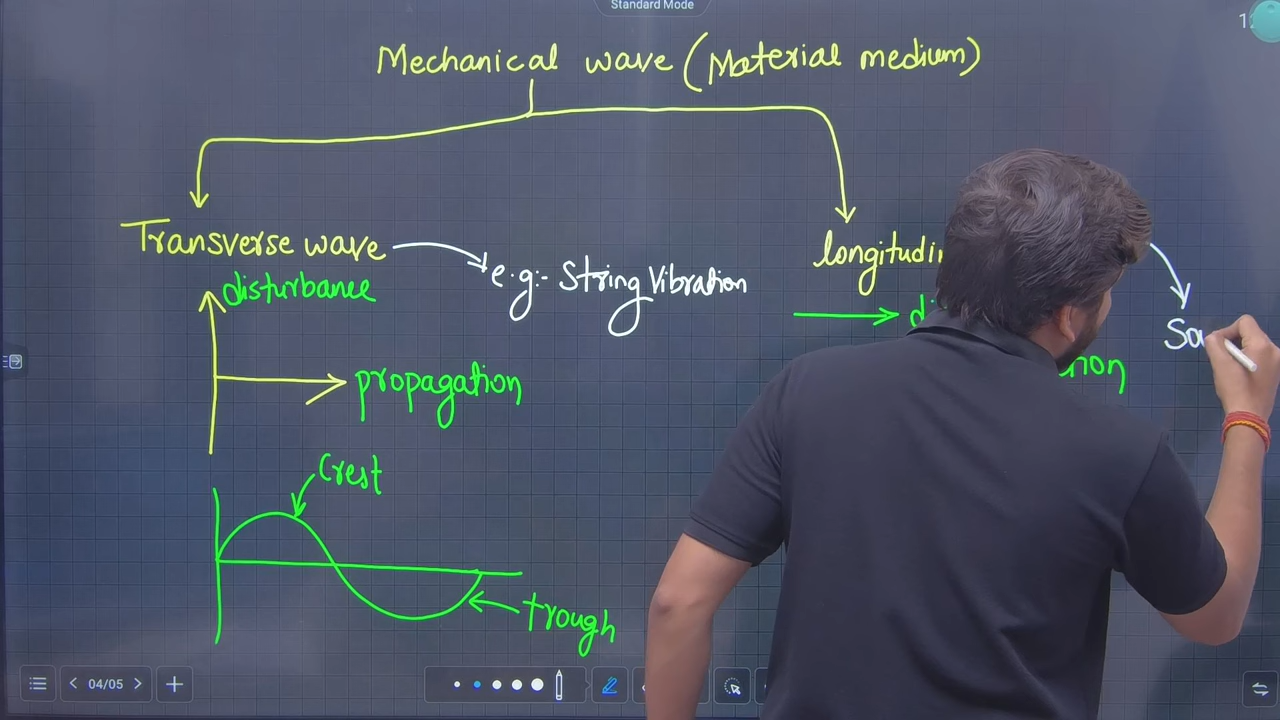 Standard Mode
Mechanical wave (Material medium)
Transverse wave
e.g:- String Vibration
disturbance
propagation
Crest
trough
04/05